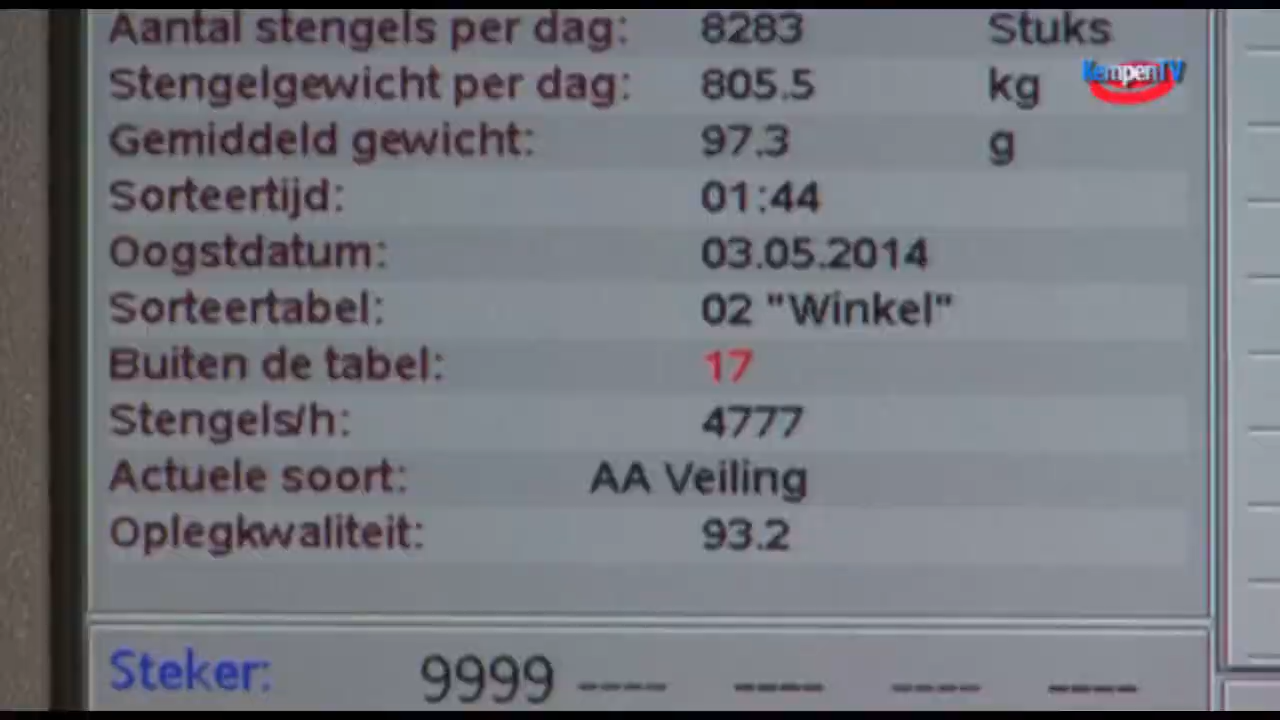 Aantal stengels per dag: 8283 Stuks
KempenTV
Stengelgewicht per dag: 805.5 kg
Gemiddeld gewicht: 97.3 g
Sorteertijd: 01:44
Oogstdatum: 03.05.2014
Sorteertabel: 02 "Winkel"
Buiten de tabel: 17
Stengels/h: 4777
Actuele soort: AA Veiling
Oplegkwaliteit: 93.2
Steker: 9999 ---- ---- ---- ----